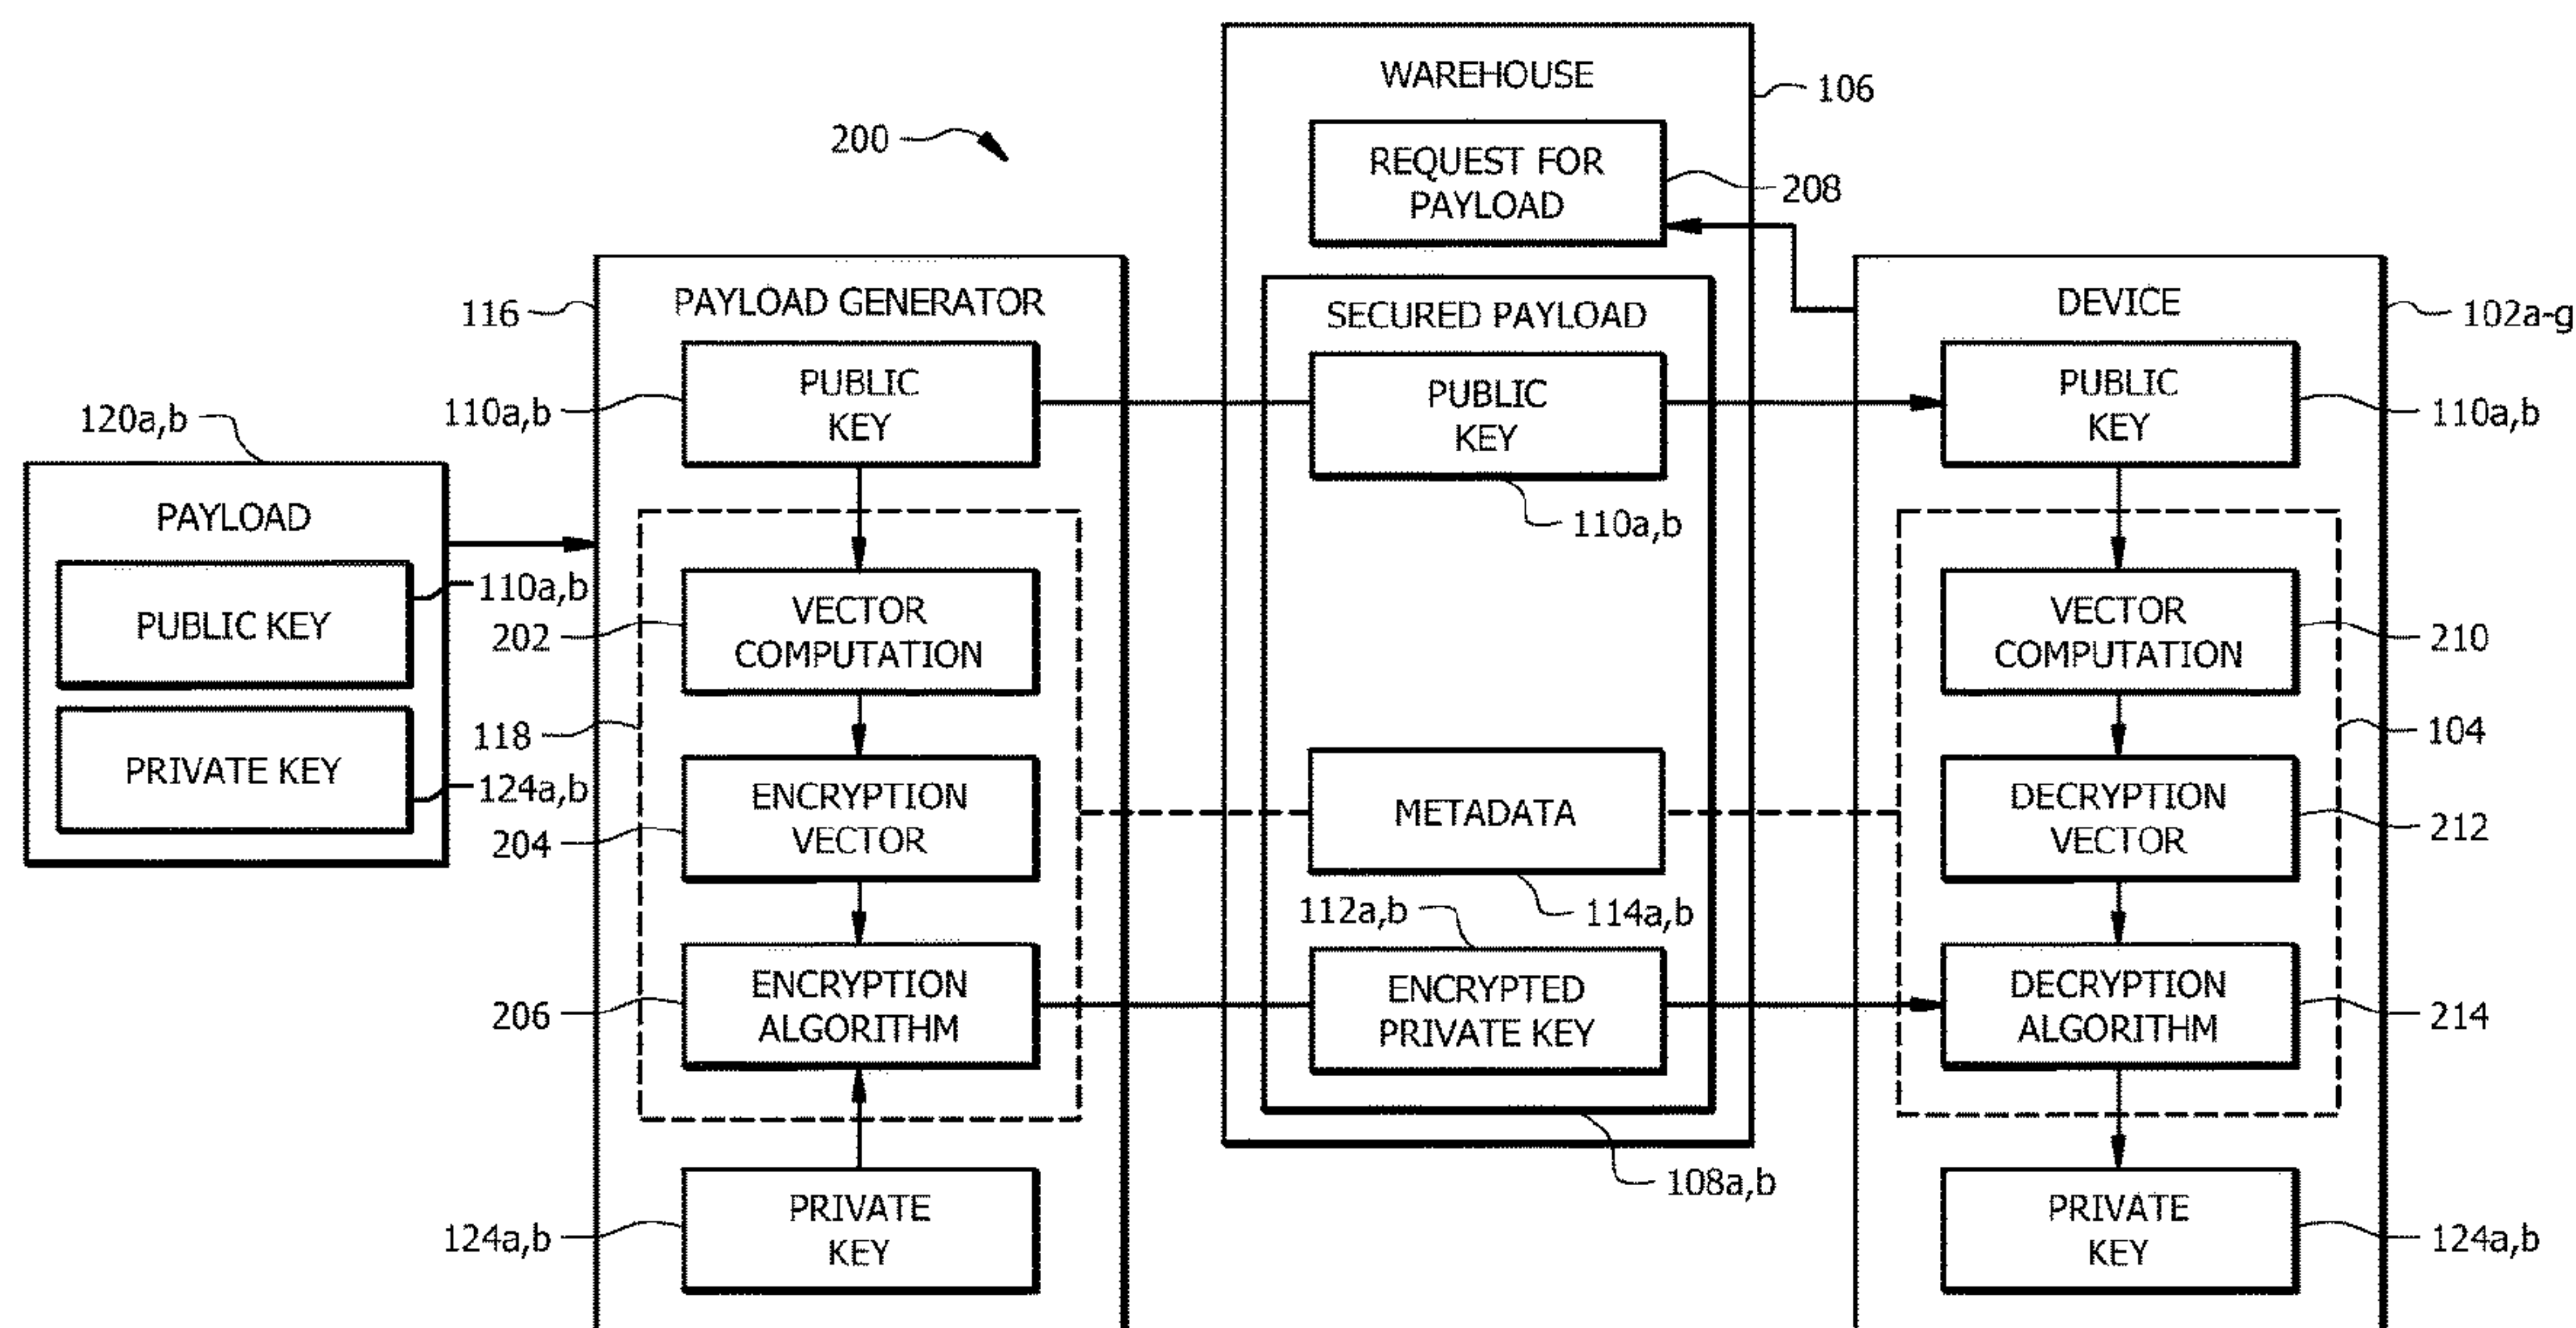 200
WAREHOUSE
106
REQUEST FOR
PAYLOAD
208
120a,b
PAYLOAD
PUBLIC KEY
110a,b
PRIVATE KEY
124a,b
116
PAYLOAD GENERATOR
PUBLIC
KEY
110a,b
118
VECTOR
COMPUTATION
202
ENCRYPTION
VECTOR
204
ENCRYPTION
ALGORITHM
206
PRIVATE
KEY
124a,b
SECURED PAYLOAD
PUBLIC
KEY
110a,b
METADATA
114a,b
112a,b
ENCRYPTED
PRIVATE KEY
108a,b
DEVICE
102a-g
PUBLIC
KEY
110a,b
VECTOR
COMPUTATION
210
104
DECRYPTION
VECTOR
212
DECRYPTION
ALGORITHM
214
PRIVATE
KEY
124a,b